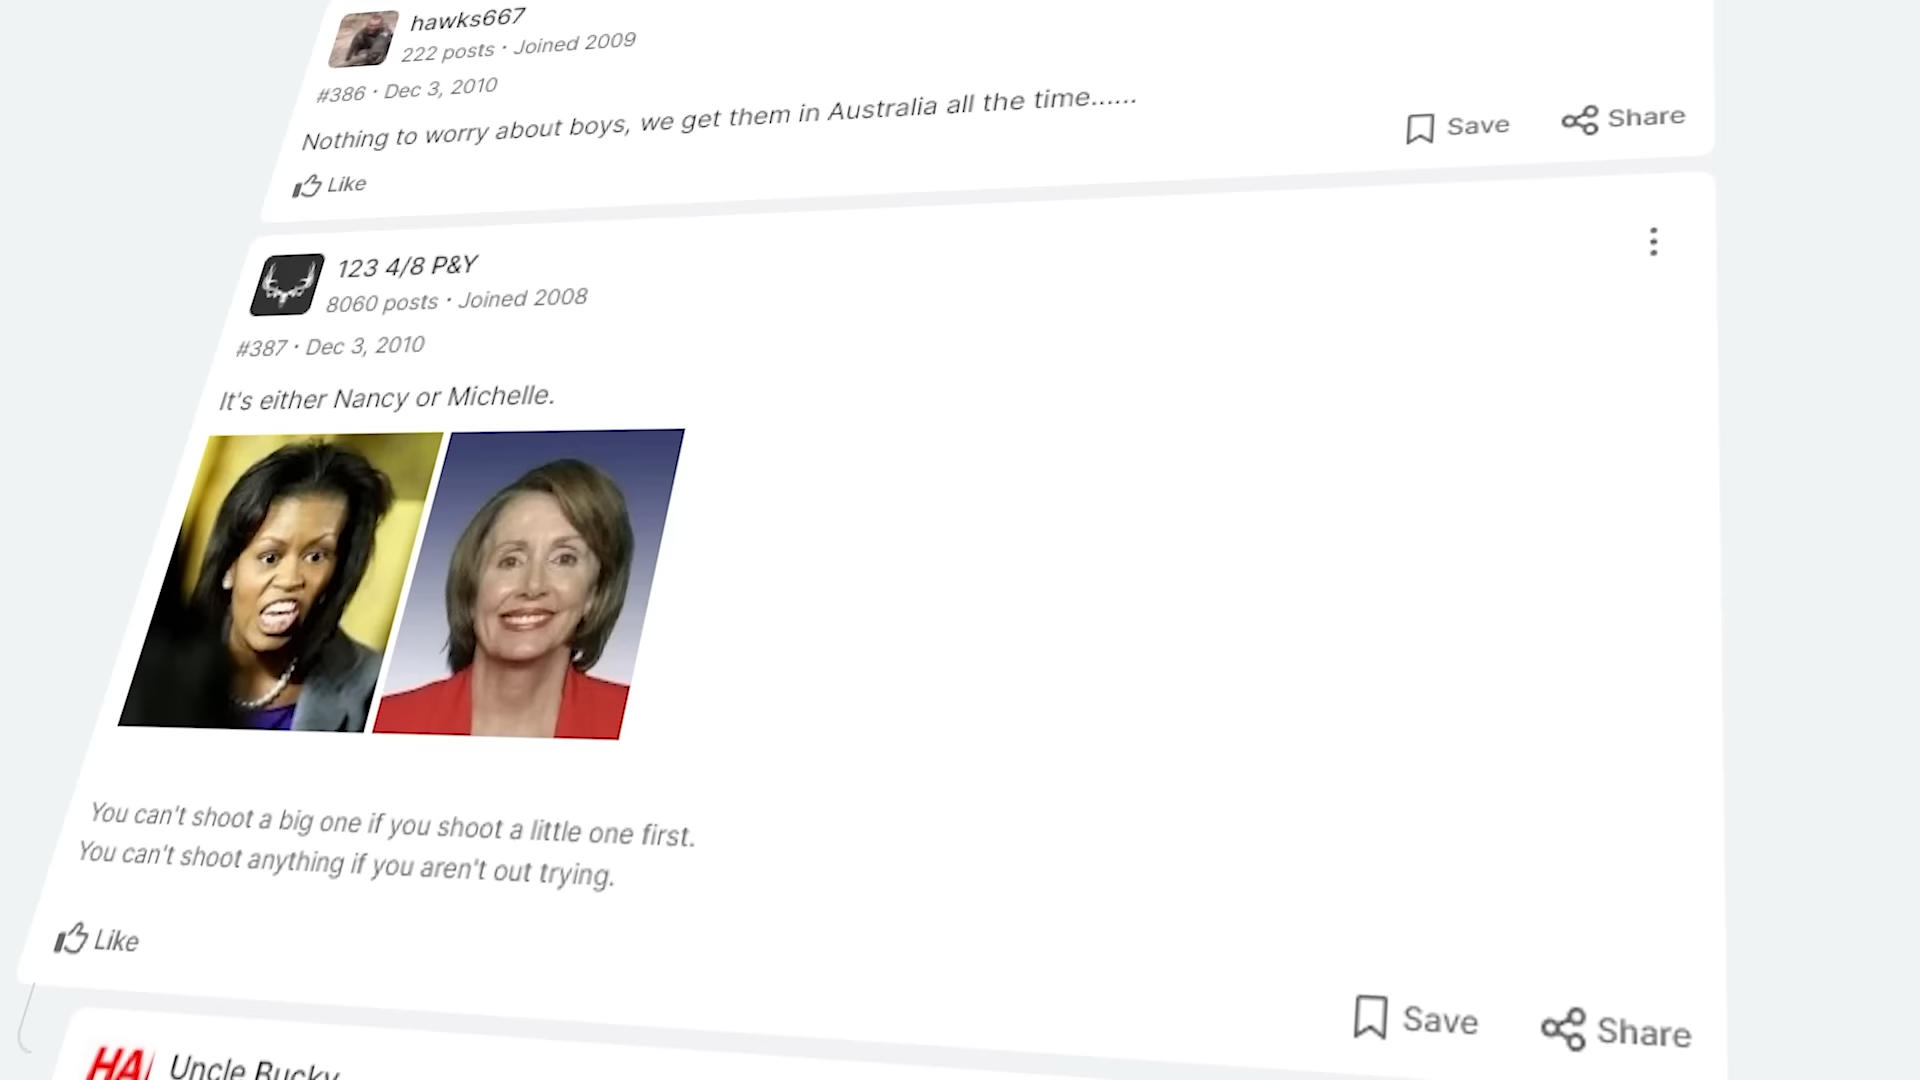 hawks667
222 posts · Joined 2009
#386 · Dec 3, 2010
Nothing to worry about boys, we get them in Australia all the time......
Like
Save
Share
123 4/8 P&Y
8060 posts · Joined 2008
#387 · Dec 3, 2010
It's either Nancy or Michelle.
You can't shoot a big one if you shoot a little one first.
You can't shoot anything if you aren't out trying.
Like
Save
Share
HA
Uncle Bucky